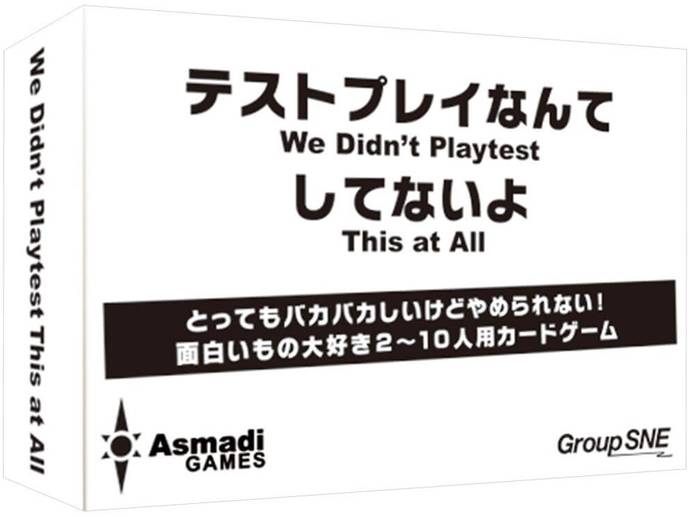 We Didn't Playtest This at All
テストプレイなんて
We Didn't Playtest
してないよ
This at All
とってもバカバカしいけどやめられない!
面白いもの大好き2〜10人用カードゲーム
Asmadi
GAMES
Group SNE